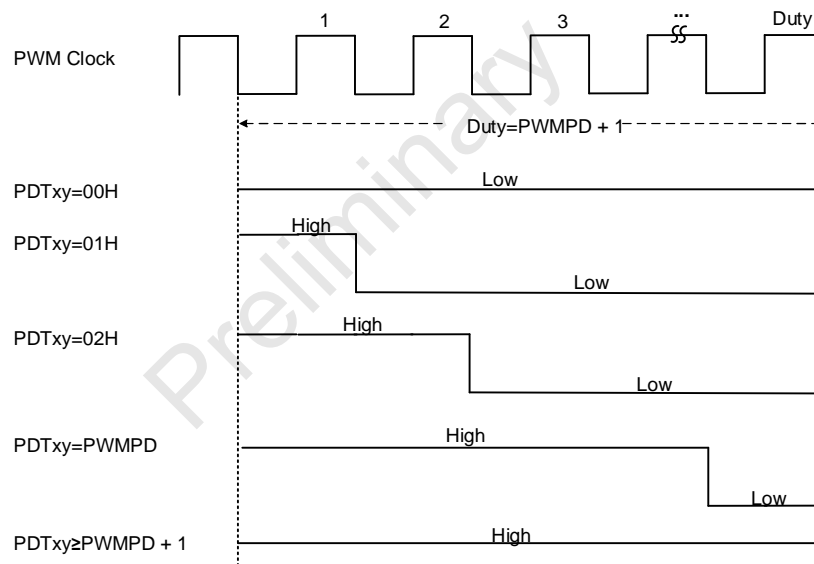 1 2 3 ... Duty
PWM Clock
Duty=PWMPD + 1
PDTxy=00H
Low
PDTxy=01H
High
Low
PDTxy=02H
High
Low
PDTxy=PWMPD
High
Low
PDTxy≥PWMPD + 1
High
Preliminary